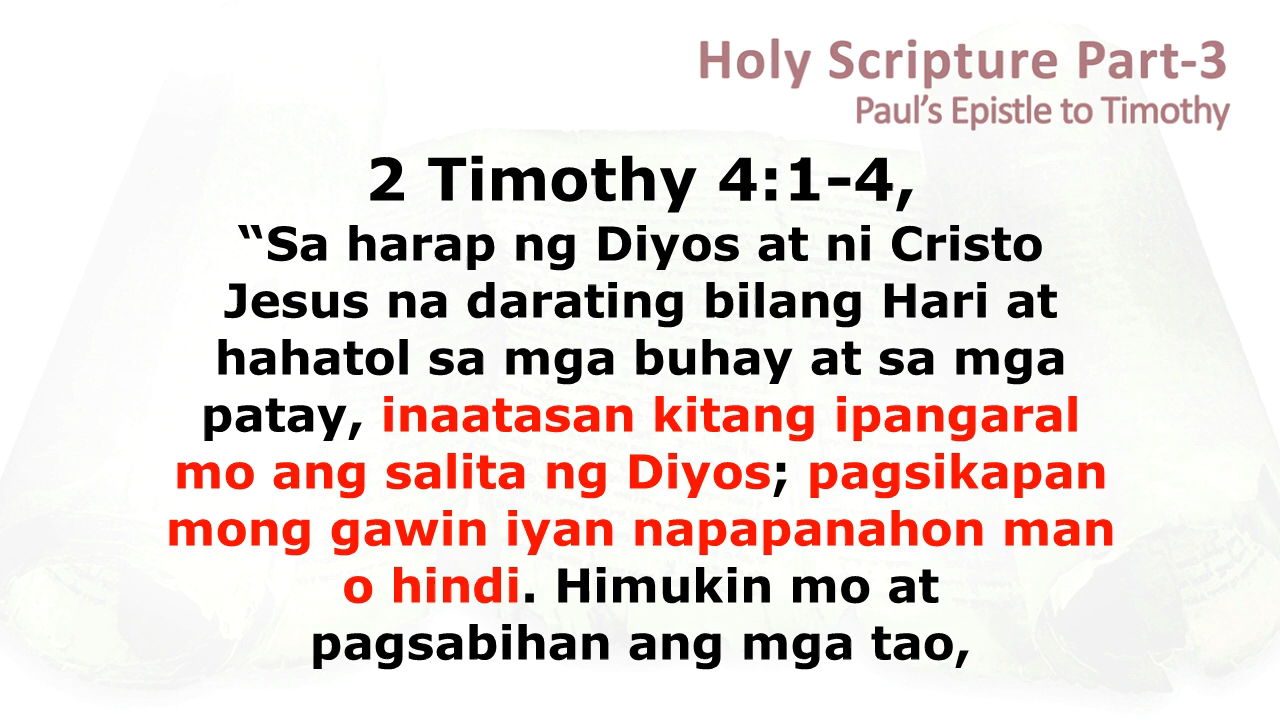 Holy Scripture Part-3
Paul’s Epistle to Timothy
2 Timothy 4:1-4,
“Sa harap ng Diyos at ni Cristo
Jesus na darating bilang Hari at
hahatol sa mga buhay at sa mga
patay, inaatasan kitang ipangaral
mo ang salita ng Diyos; pagsikapan
mong gawin iyan napapanahon man
o hindi. Himukin mo at
pagsabihan ang mga tao,